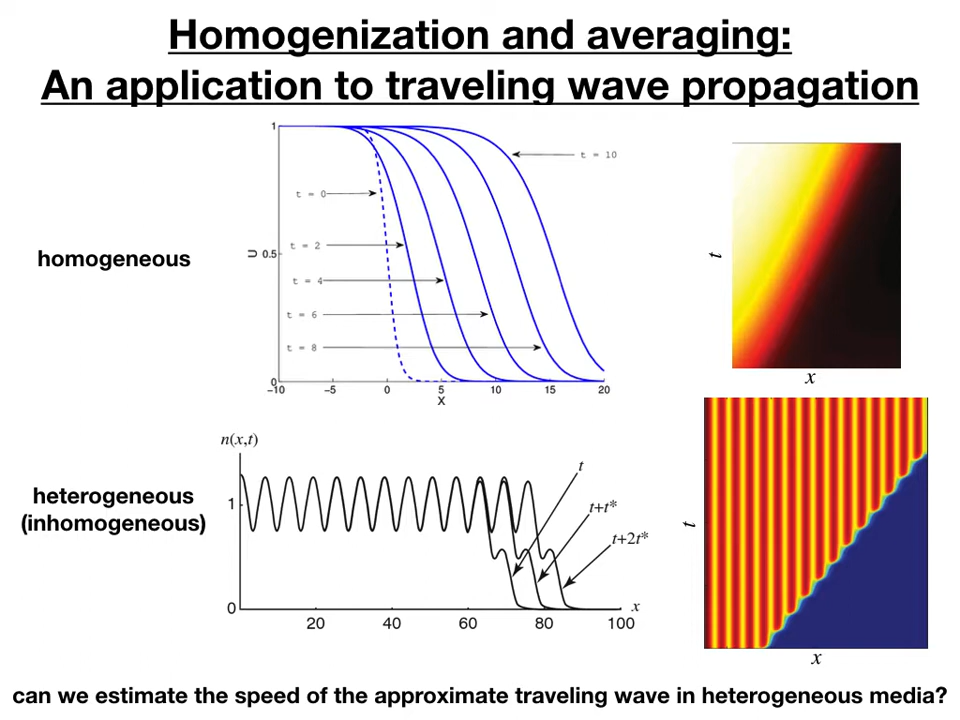 Homogenization and averaging:
An application to traveling wave propagation
homogeneous
1
0.5
0
U
t = 0
t = 2
t = 4
t = 6
t = 8
t = 10
-10 -5 0 5 10 15 20
X
t
x
heterogeneous
(inhomogeneous)
n(x,t)
1
0
t
t+t*
t+2t*
x
20 40 60 80 100
t
x
can we estimate the speed of the approximate traveling wave in heterogeneous media?